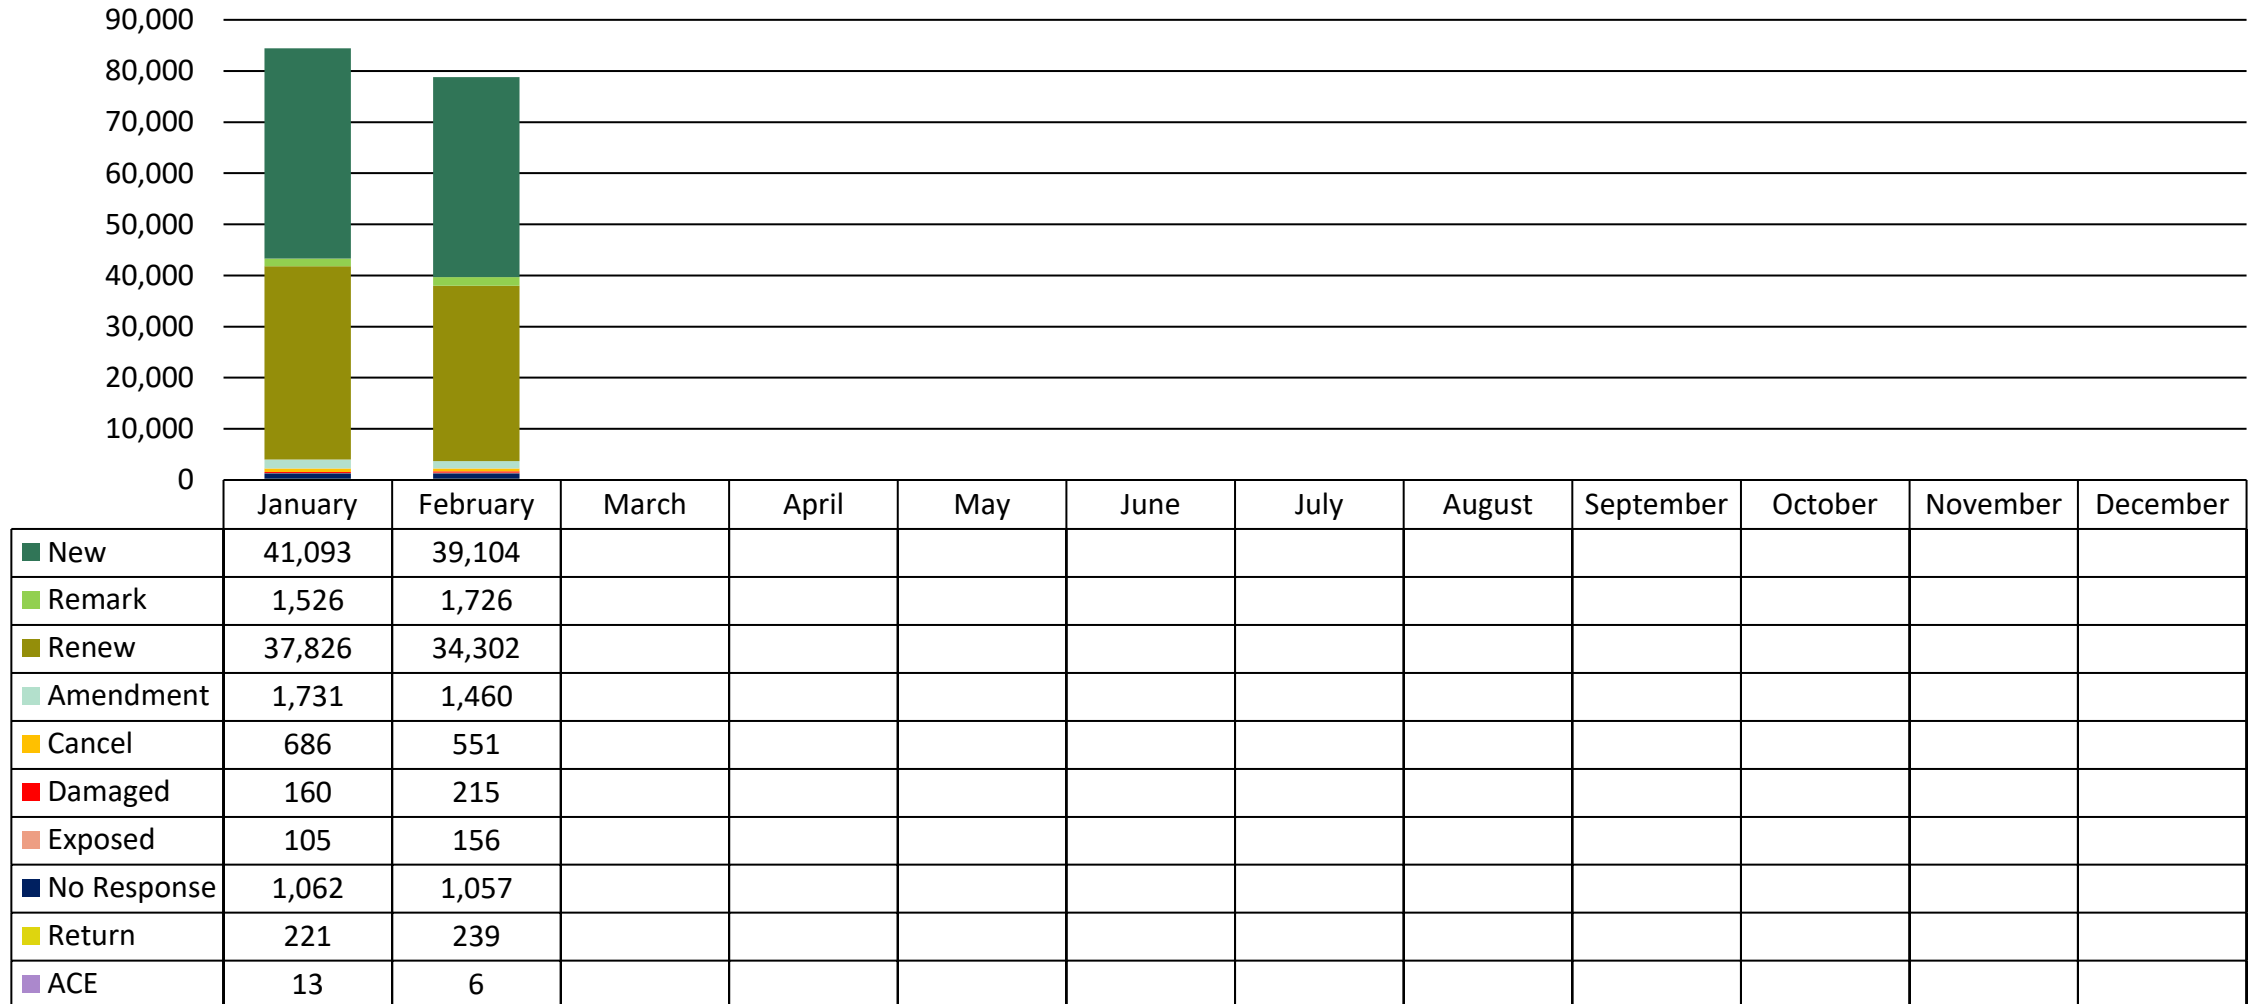 90,000
80,000
70,000
60,000
50,000
40,000
30,000
20,000
10,000
0
January February March April May June July August September October November December
New 41,093 39,104
Remark 1,526 1,726
Renew 37,826 34,302
Amendment 1,731 1,460
Cancel 686 551
Damaged 160 215
Exposed 105 156
No Response 1,062 1,057
Return 221 239
ACE 13 6